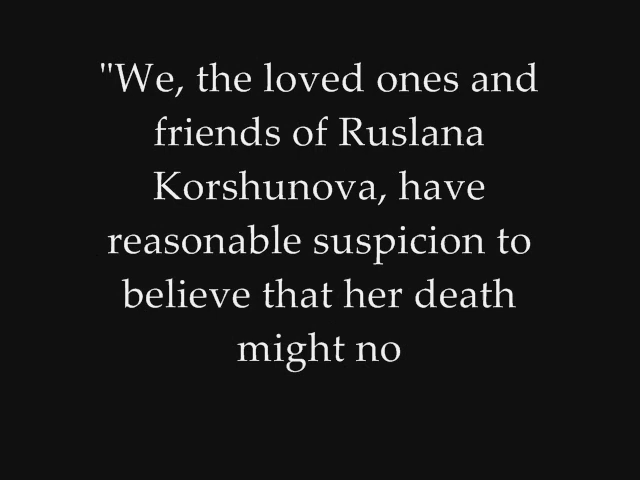 "We, the loved ones and
friends of Ruslana
Korshunova, have
reasonable suspicion to
believe that her death
might no